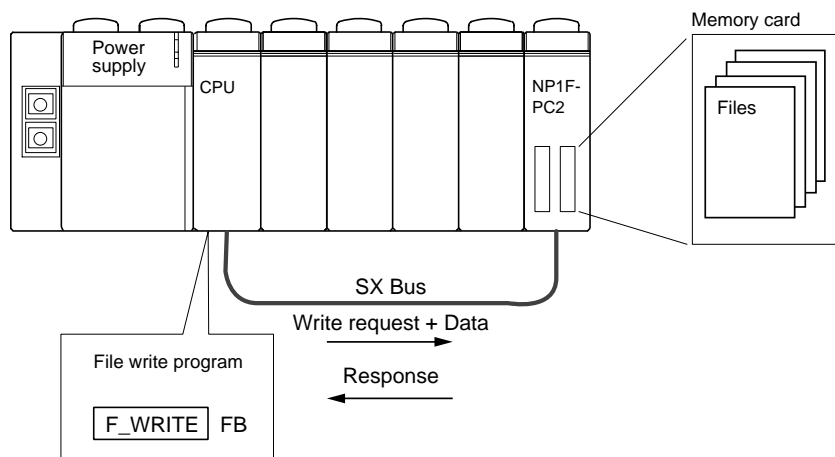 Memory card
Power
supply
CPU
NP1F-
PC2
Files
SX Bus
Write request + Data
Response
File write program
F_WRITE FB